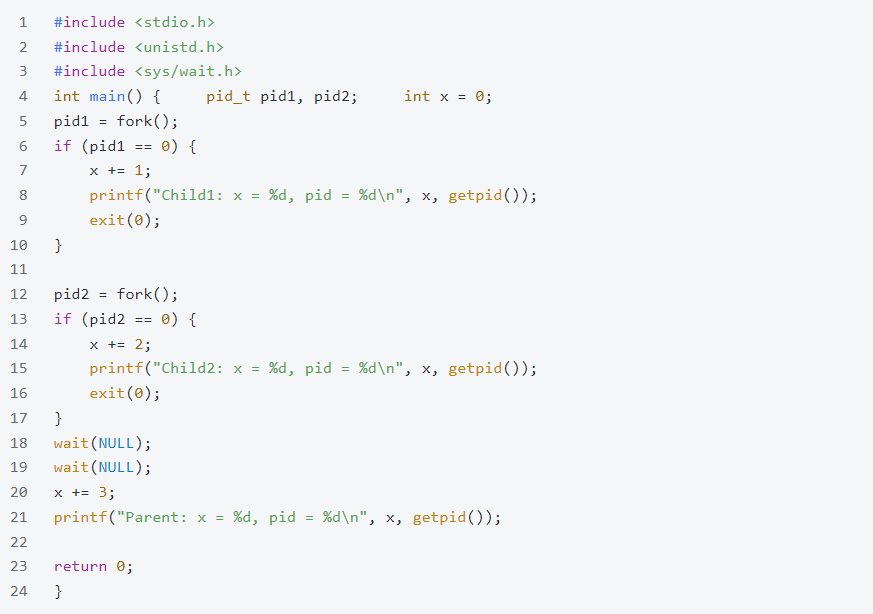 1 #include <stdio.h>
2 #include <unistd.h>
3 #include <sys/wait.h>
4 int main() {     pid_t pid1, pid2;     int x = 0;
5 pid1 = fork();
6 if (pid1 == 0) {
7     x += 1;
8     printf("Child1: x = %d, pid = %d\n", x, getpid());
9     exit(0);
10 }
11
12 pid2 = fork();
13 if (pid2 == 0) {
14     x += 2;
15     printf("Child2: x = %d, pid = %d\n", x, getpid());
16     exit(0);
17 }
18 wait(NULL);
19 wait(NULL);
20 x += 3;
21 printf("Parent: x = %d, pid = %d\n", x, getpid());
22
23 return 0;
24 }